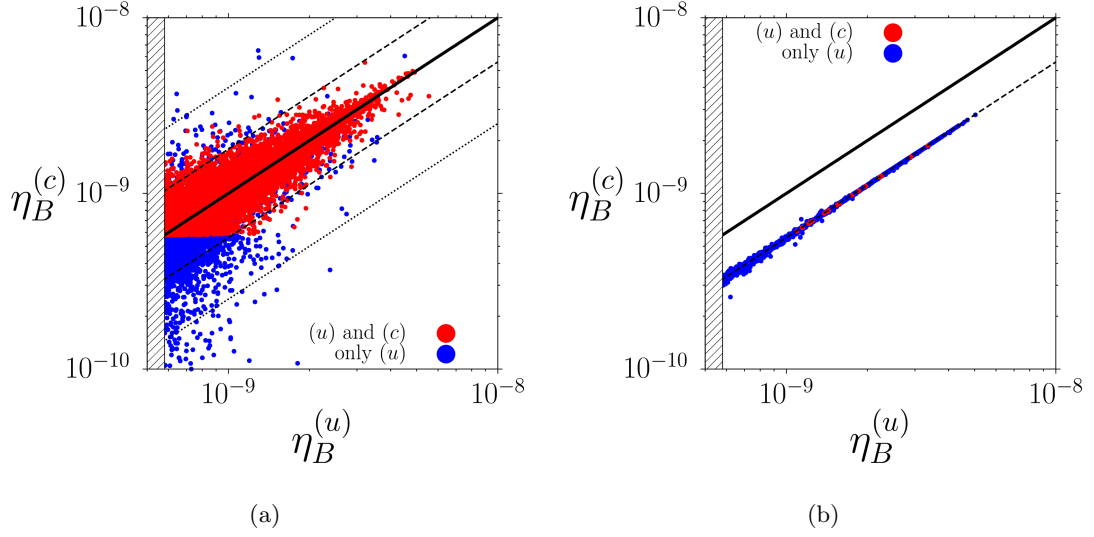 10^{-8}
η_B^{(c)}
10^{-9}
(u) and (c)
only (u)
10^{-10}
10^{-9}
10^{-8}
η_B^{(u)}
(a)
10^{-8}
(u) and (c)
only (u)
η_B^{(c)}
10^{-9}
10^{-10}
10^{-9}
10^{-8}
η_B^{(u)}
(b)